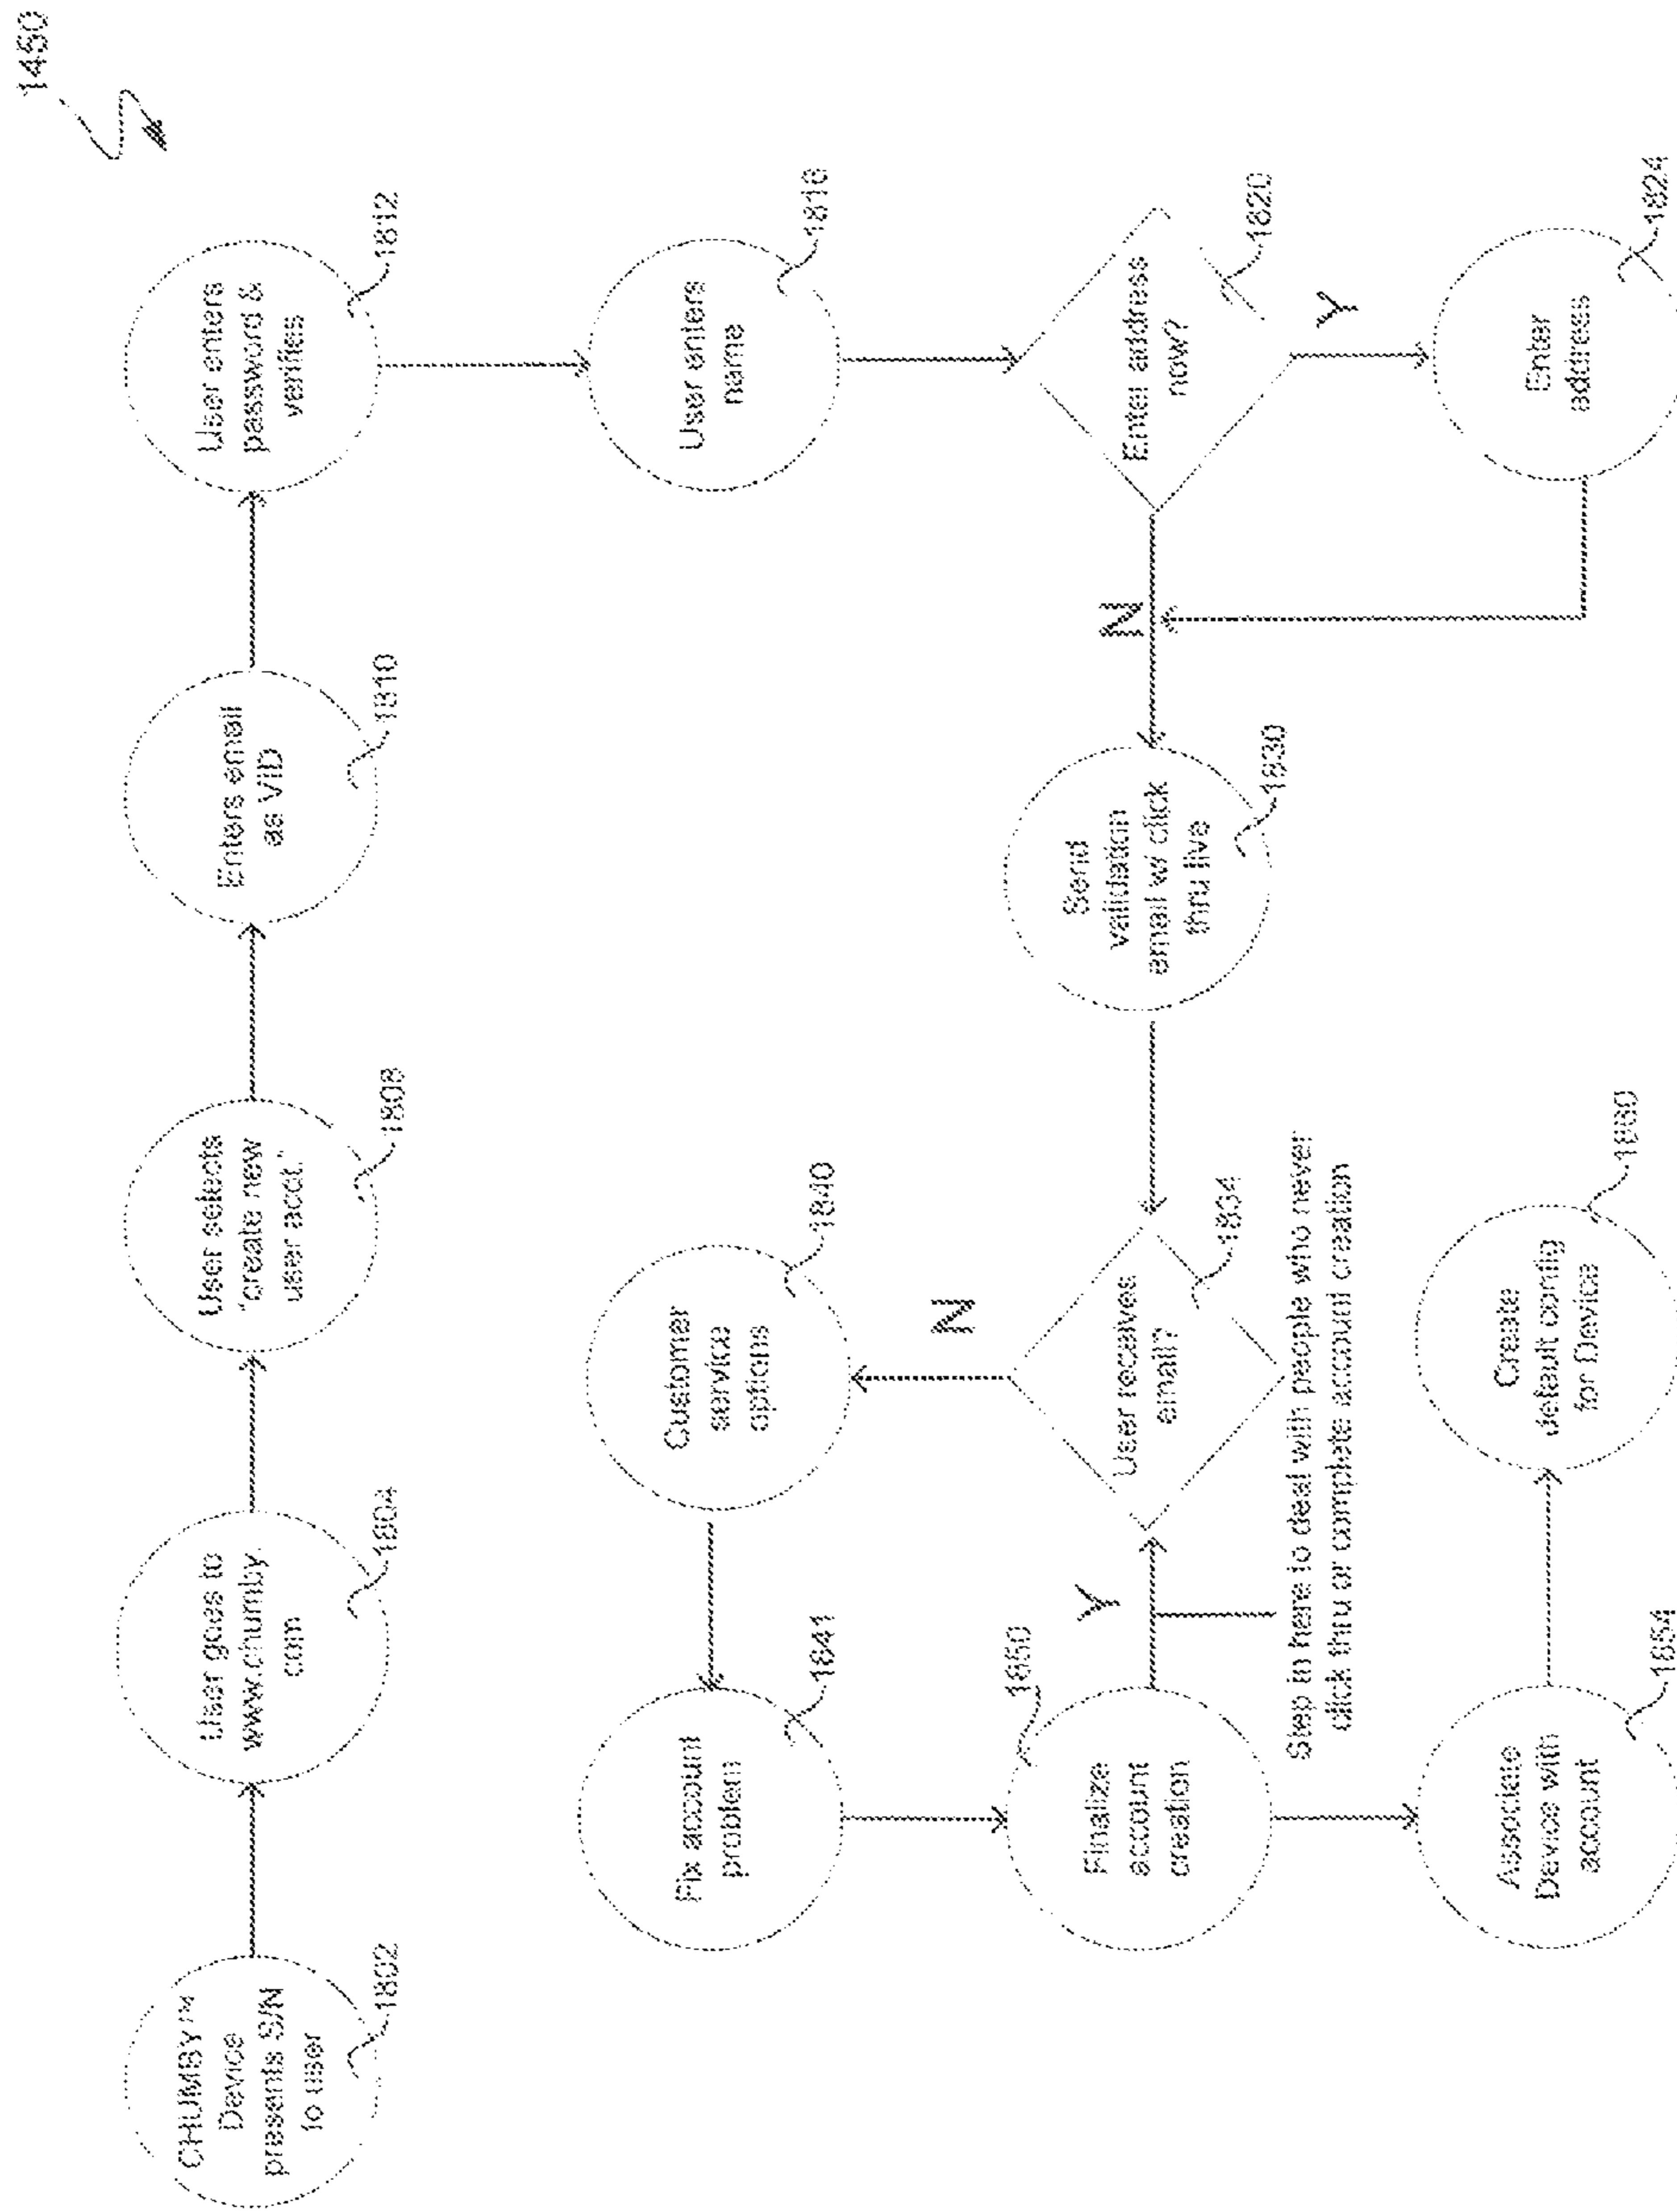 1450
CHUMBY™
Device
presents S/N
to user
1802
User goes to
www.chumby.
com
1804
User selects
"create new
user acct."
1808
Enters email
as VID
1810
User enters
password &
verifies
1812
User enters
name
1816
Enter address
now?
1820
Y
Enter
address
1824
N
Send
validation
email w/ click
thru live
1830
User receives
email?
1834
N
Customer
service
options
1840
Fix account
problem
1841
Y
Finalize
account
creation
1850
Step in here to deal with people who never
click thru or complete account creation
Associate
Device with
account
1854
Create
default config
for Device
1860